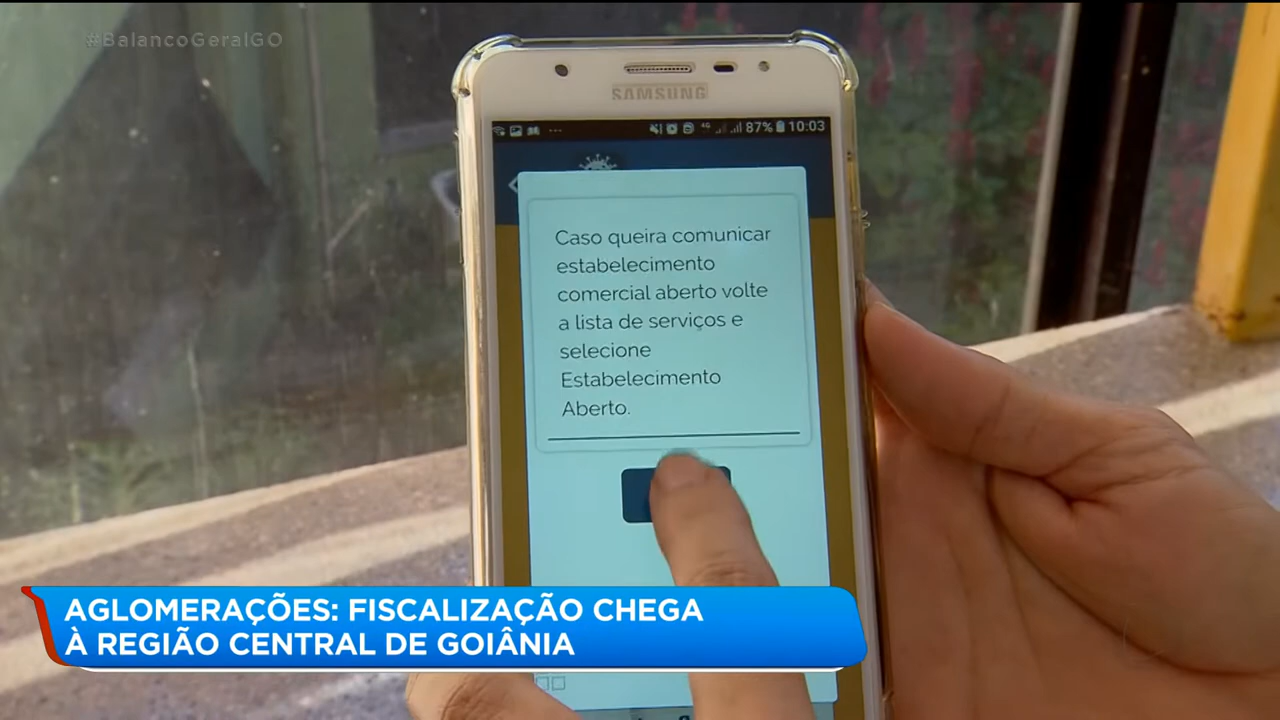 #BalancoGeralGO
SAMSUNG
4G 87% 10:03
Caso queira comunicar
estabelecimento
comercial aberto volte
a lista de serviços e
selecione
Estabelecimento
Aberto.
AGLOMERAÇÕES: FISCALIZAÇÃO CHEGA
À REGIÃO CENTRAL DE GOIÂNIA